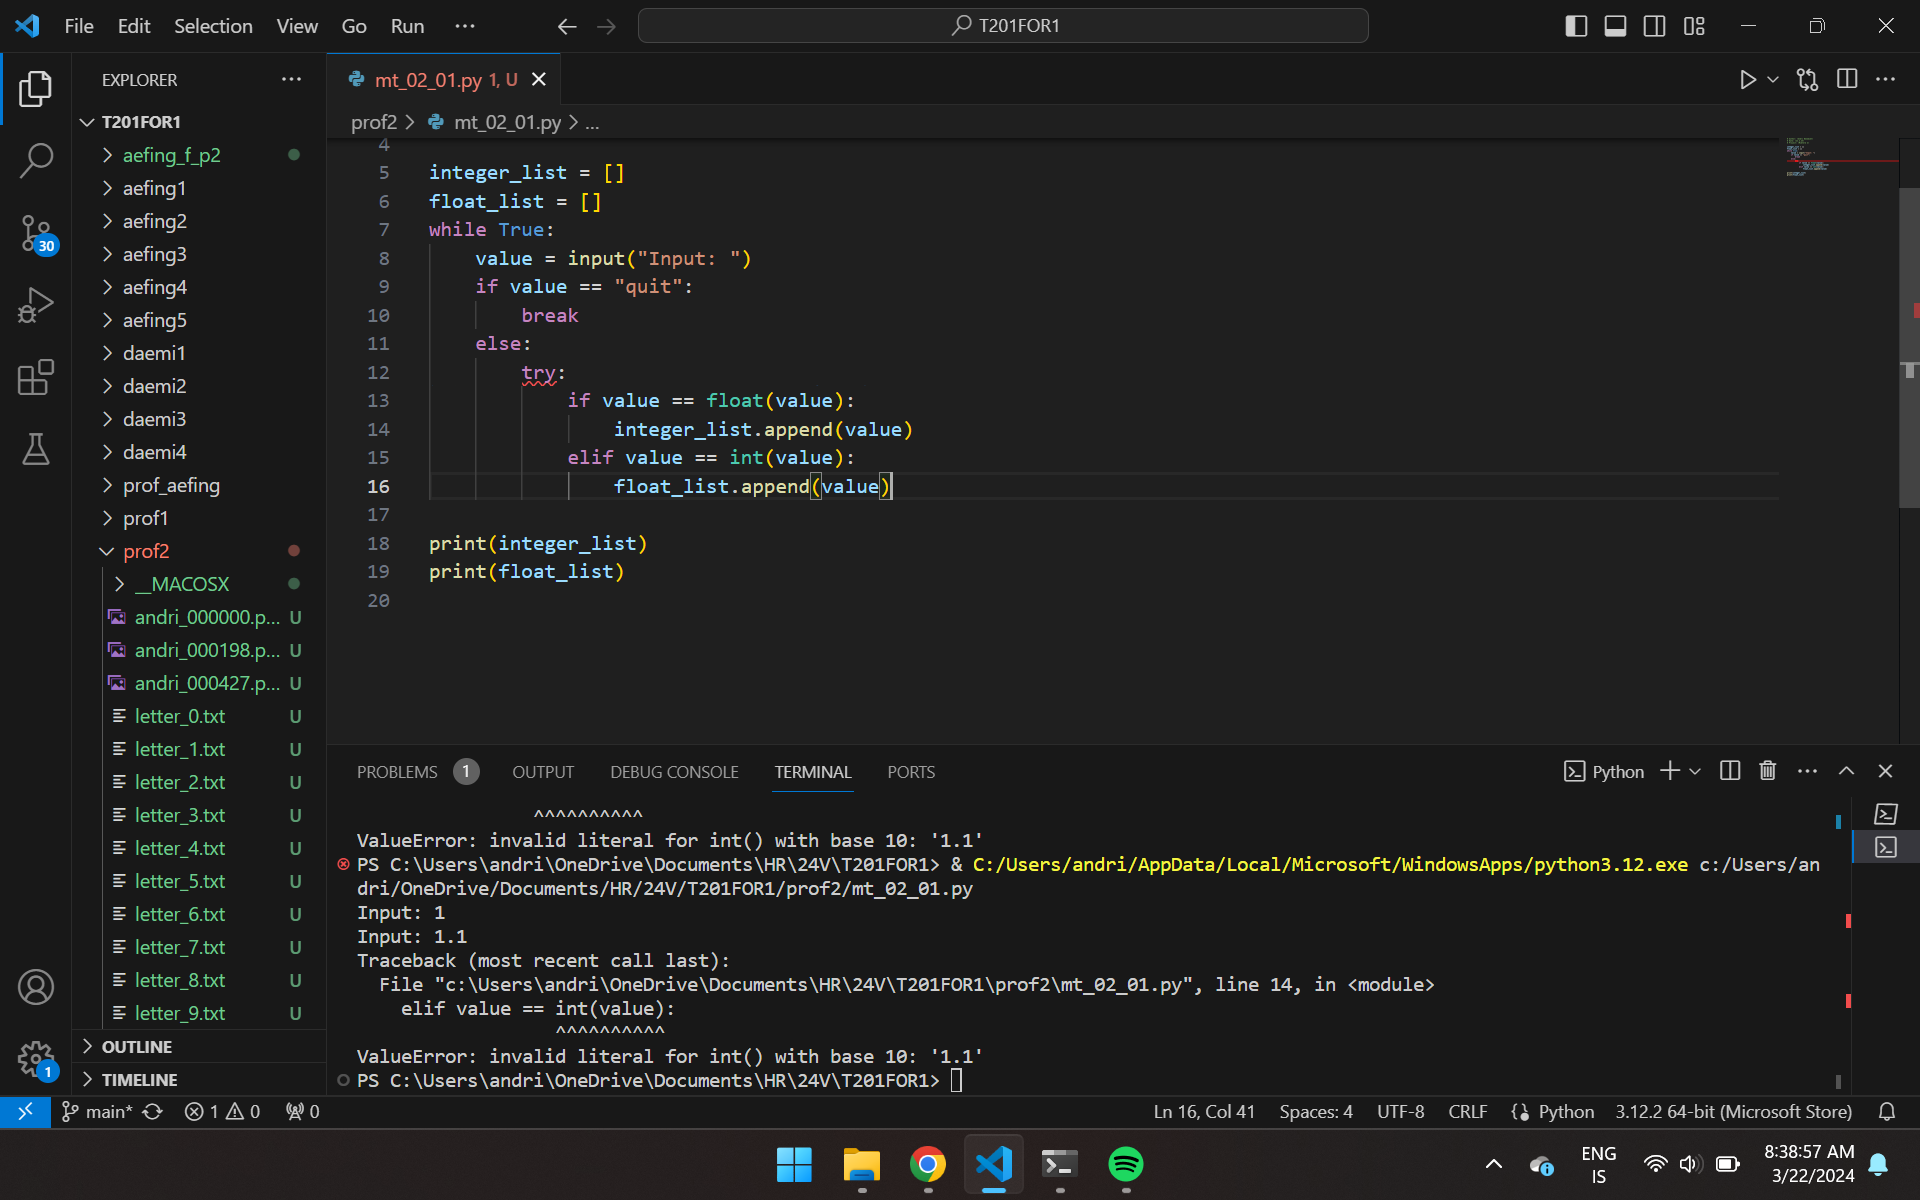 File Edit Selection View Go Run ...
T201FOR1
EXPLORER
T201FOR1
aefing_f_p2
aefing1
aefing2
aefing3
aefing4
aefing5
daemi1
daemi2
daemi3
daemi4
prof_aefing
prof1
prof2
__MACOSX
andri_000000.p... U
andri_000198.p... U
andri_000427.p... U
letter_0.txt U
letter_1.txt U
letter_2.txt U
letter_3.txt U
letter_4.txt U
letter_5.txt U
letter_6.txt U
letter_7.txt U
letter_8.txt U
letter_9.txt U
OUTLINE
TIMELINE
30
1
mt_02_01.py 1, U
prof2 > mt_02_01.py > ...
4
5 integer_list = []
6 float_list = []
7 while True:
8     value = input("Input: ")
9     if value == "quit":
10         break
11     else:
12         try:
13             if value == float(value):
14                 integer_list.append(value)
15             elif value == int(value):
16                 float_list.append(value)
17
18 print(integer_list)
19 print(float_list)
20
PROBLEMS 1 OUTPUT DEBUG CONSOLE TERMINAL PORTS
Python
^^^^^^^^^^
ValueError: invalid literal for int() with base 10: '1.1'
PS C:\Users\andri\OneDrive\Documents\HR\24V\T201FOR1> & C:/Users/andri/AppData/Local/Microsoft/WindowsApps/python3.12.exe c:/Users/an
dri/OneDrive/Documents/HR/24V/T201FOR1/prof2/mt_02_01.py
Input: 1
Input: 1.1
Traceback (most recent call last):
  File "c:\Users\andri\OneDrive\Documents\HR\24V\T201FOR1\prof2\mt_02_01.py", line 14, in <module>
    elif value == int(value):
                  ^^^^^^^^^^
ValueError: invalid literal for int() with base 10: '1.1'
PS C:\Users\andri\OneDrive\Documents\HR\24V\T201FOR1>
main* 1 0 0 Ln 16, Col 41 Spaces: 4 UTF-8 CRLF Python 3.12.2 64-bit (Microsoft Store)
ENG
IS
8:38:57 AM
3/22/2024